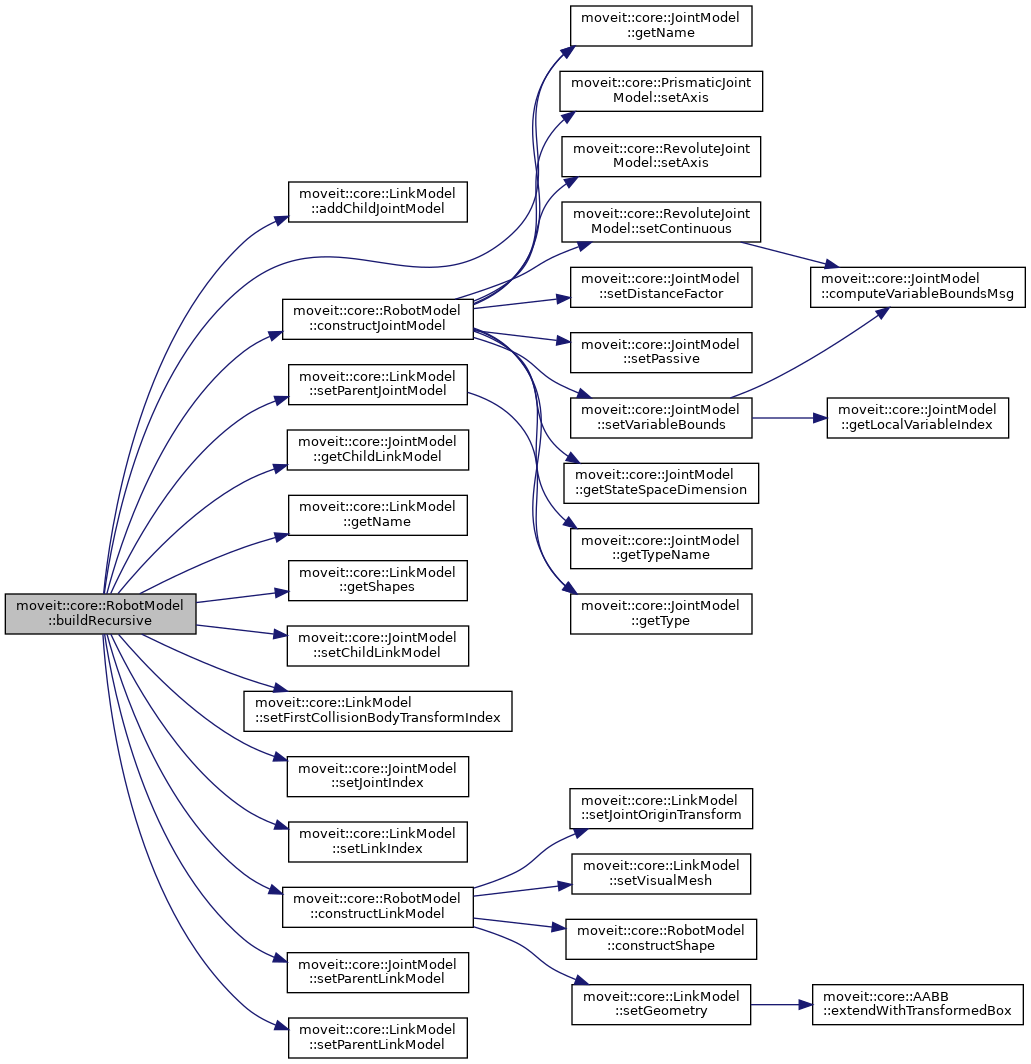 moveit::core::RobotModel
::buildRecursive
moveit::core::LinkModel
::addChildJointModel
moveit::core::RobotModel
::constructJointModel
moveit::core::LinkModel
::setParentJointModel
moveit::core::JointModel
::getChildLinkModel
moveit::core::LinkModel
::getName
moveit::core::LinkModel
::getShapes
moveit::core::JointModel
::setChildLinkModel
moveit::core::LinkModel
::setFirstCollisionBodyTransformIndex
moveit::core::JointModel
::setJointIndex
moveit::core::LinkModel
::setLinkIndex
moveit::core::RobotModel
::constructLinkModel
moveit::core::JointModel
::setParentLinkModel
moveit::core::LinkModel
::setParentLinkModel
moveit::core::JointModel
::getName
moveit::core::PrismaticJoint
Model::setAxis
moveit::core::RevoluteJoint
Model::setAxis
moveit::core::RevoluteJoint
Model::setContinuous
moveit::core::JointModel
::setDistanceFactor
moveit::core::JointModel
::setPassive
moveit::core::JointModel
::setVariableBounds
moveit::core::JointModel
::getStateSpaceDimension
moveit::core::JointModel
::getTypeName
moveit::core::JointModel
::getType
moveit::core::LinkModel
::setJointOriginTransform
moveit::core::LinkModel
::setVisualMesh
moveit::core::RobotModel
::constructShape
moveit::core::LinkModel
::setGeometry
moveit::core::JointModel
::computeVariableBoundsMsg
moveit::core::JointModel
::getLocalVariableIndex
moveit::core::AABB
::extendWithTransformedBox